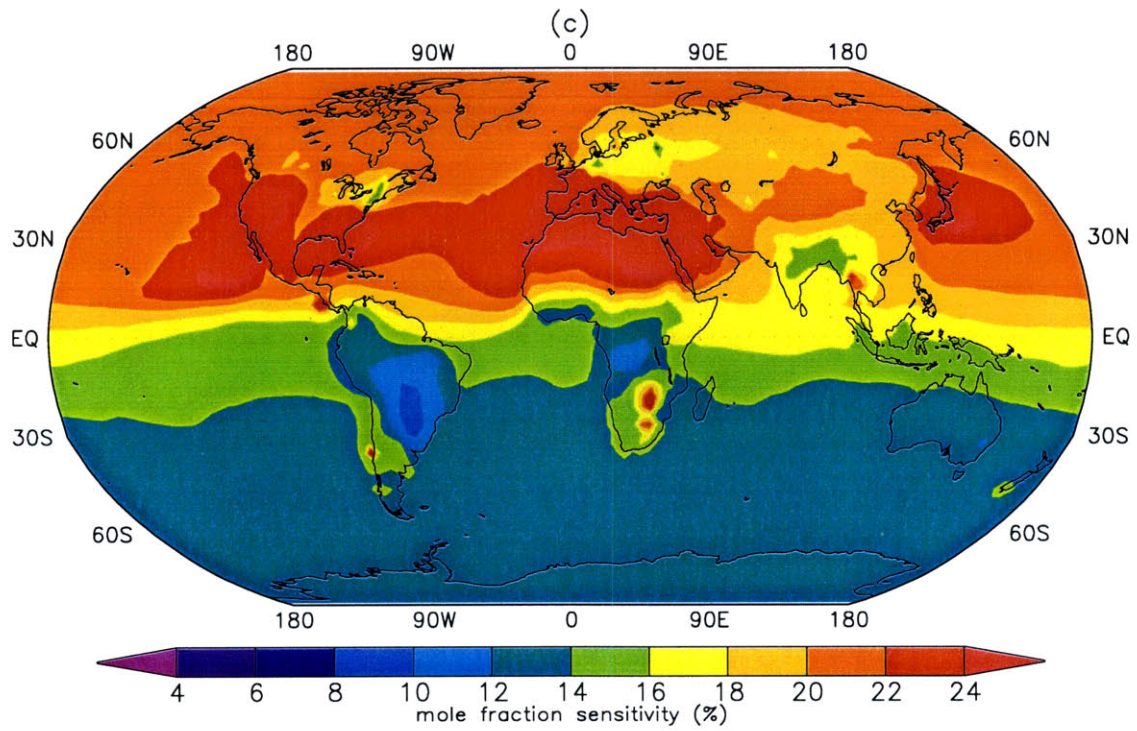 (c)
180 90W 0 90E 180
60N 60N
30N 30N
EQ EQ
30S 30S
60S 60S
180 90W 0 90E 180
4 6 8 10 12 14 16 18 20 22 24
mole fraction sensitivity (%)